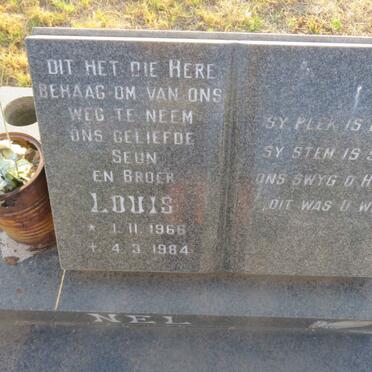 DIT HET DIE HERE
BEHAAG OM VAN ONS
WEG TE NEEM
ONS GELIEFDE
SEUN
EN BROER
LOUIS
* 1.11.1966
+ 4.3.1984
SY PLEK IS
SY STEM IS
ONS SWYG O H
DIT WAS U W
NEL